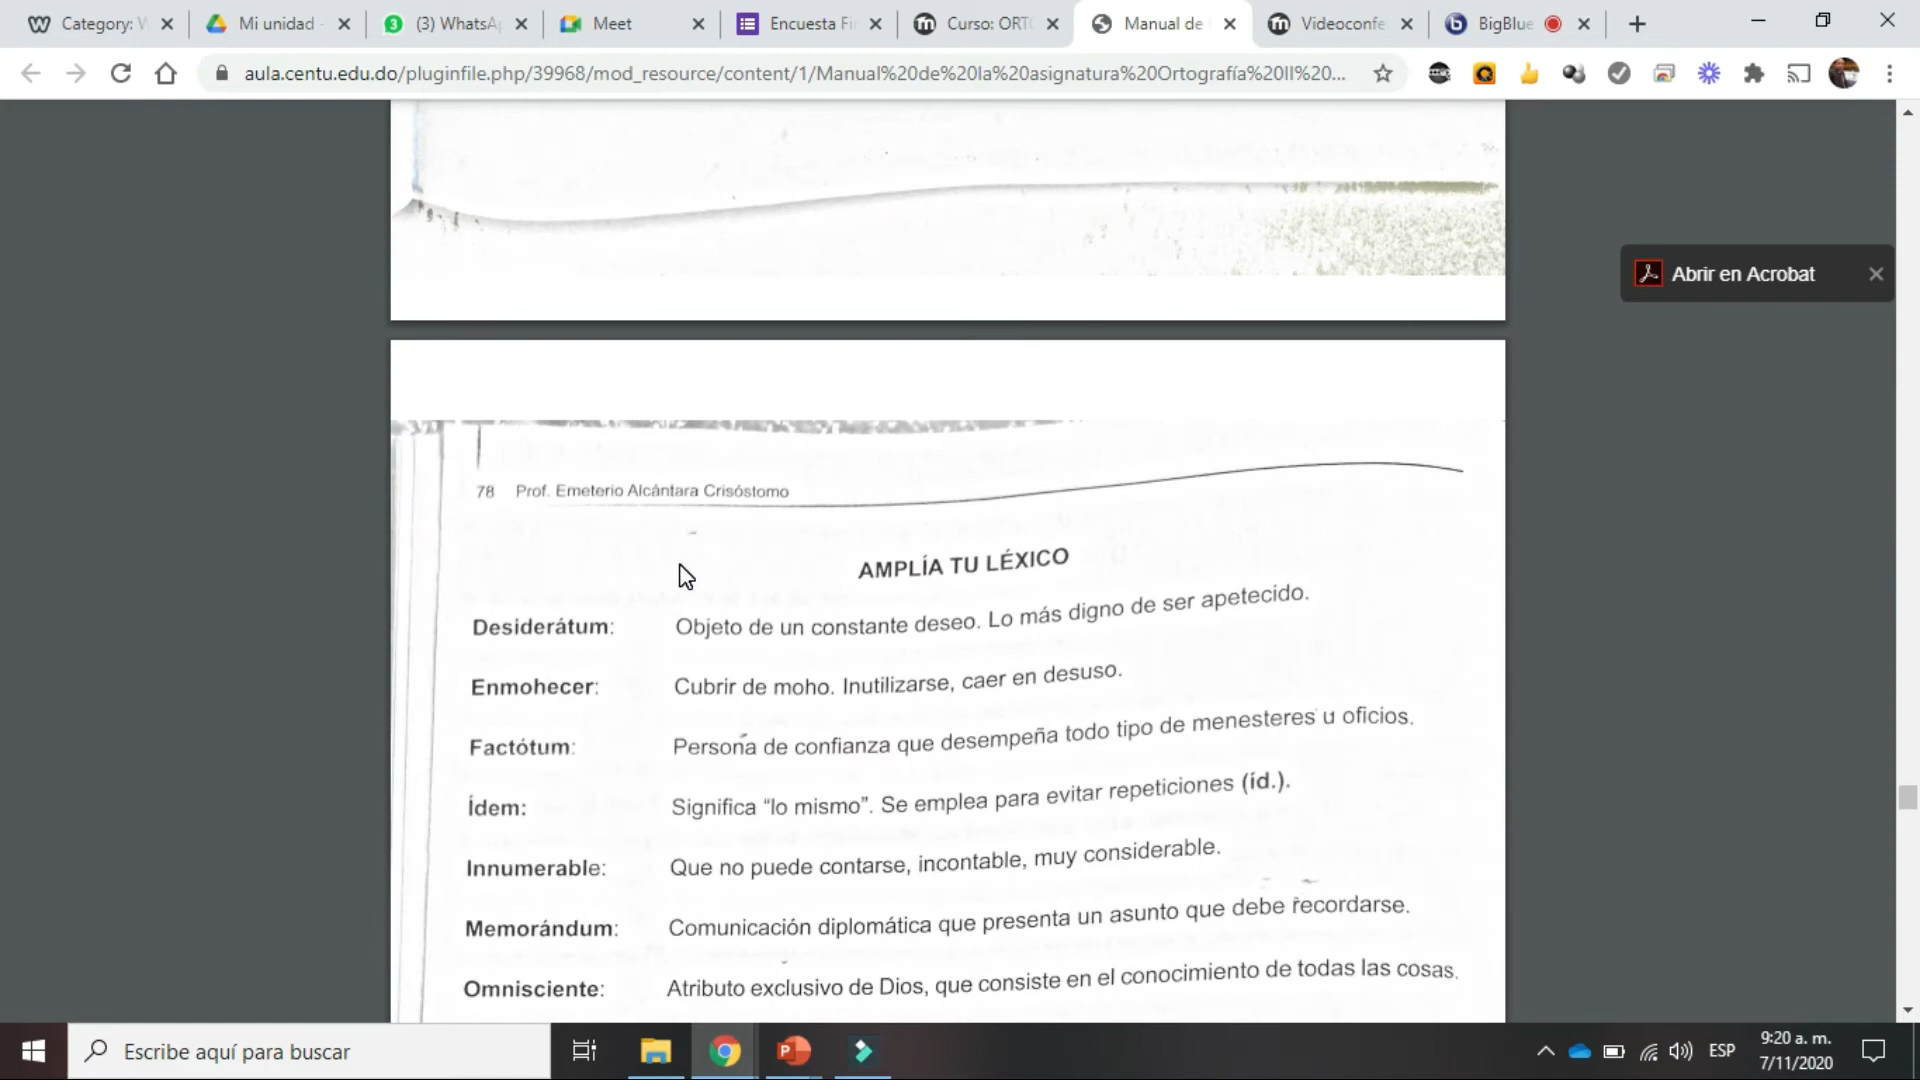 Category: W
Mi unidad -
(3) WhatsA
Meet
Encuesta Fi
Curso: ORTO
Manual de
Videoconfe
BigBlue
aula.centu.edu.do/pluginfile.php/39968/mod_resource/content/1/Manual%20de%20la%20asignatura%20Ortografía%20II%20...
Abrir en Acrobat
78 Prof. Emeterio Alcántara Crisóstomo
AMPLÍA TU LÉXICO
Desiderátum: Objeto de un constante deseo. Lo más digno de ser apetecido.
Enmohecer: Cubrir de moho. Inutilizarse, caer en desuso.
Factótum: Persona de confianza que desempeña todo tipo de menesteres u oficios.
Ídem: Significa “lo mismo”. Se emplea para evitar repeticiones (íd.).
Innumerable: Que no puede contarse, incontable, muy considerable.
Memorándum: Comunicación diplomática que presenta un asunto que debe recordarse.
Omnisciente: Atributo exclusivo de Dios, que consiste en el conocimiento de todas las cosas.
Escribe aquí para buscar
ESP
9:20 a. m.
7/11/2020